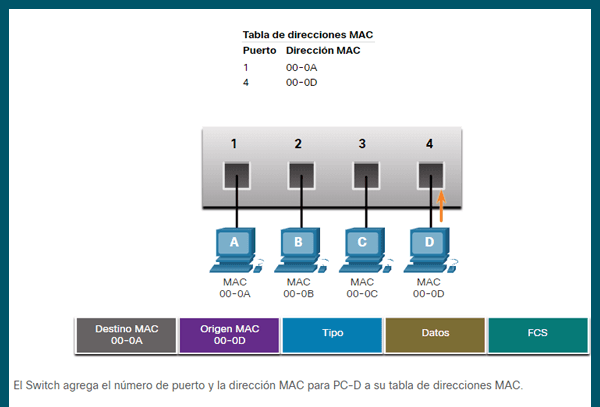 Tabla de direcciones MAC
Puerto Dirección MAC
1 00-0A
4 00-0D
1 2 3 4
A B C D
MAC MAC MAC MAC
00-0A 00-0B 00-0C 00-0D
Destino MAC Origen MAC Tipo Datos FCS
00-0A 00-0D
El Switch agrega el número de puerto y la dirección MAC para PC-D a su tabla de direcciones MAC.